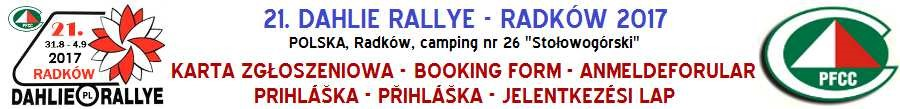 PFCC
21.
31.8 - 4.9
2017
RADKÓW
DAHLIE PL RALLYE
21. DAHLIE RALLYE - RADKÓW 2017
POLSKA, Radków, camping nr 26 "Stołowogórski"
KARTA ZGŁOSZENIOWA - BOOKING FORM - ANMELDEFORULAR
PRIHLÁŠKA - PŘIHLÁŠKA - JELENTKEZÉSI LAP
PFCC